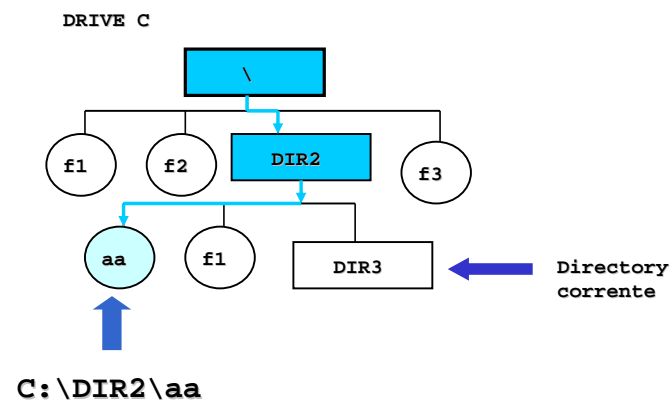 DRIVE C
\
f1
f2
DIR2
f3
aa
f1
DIR3
Directory
corrente
C:\DIR2\aa